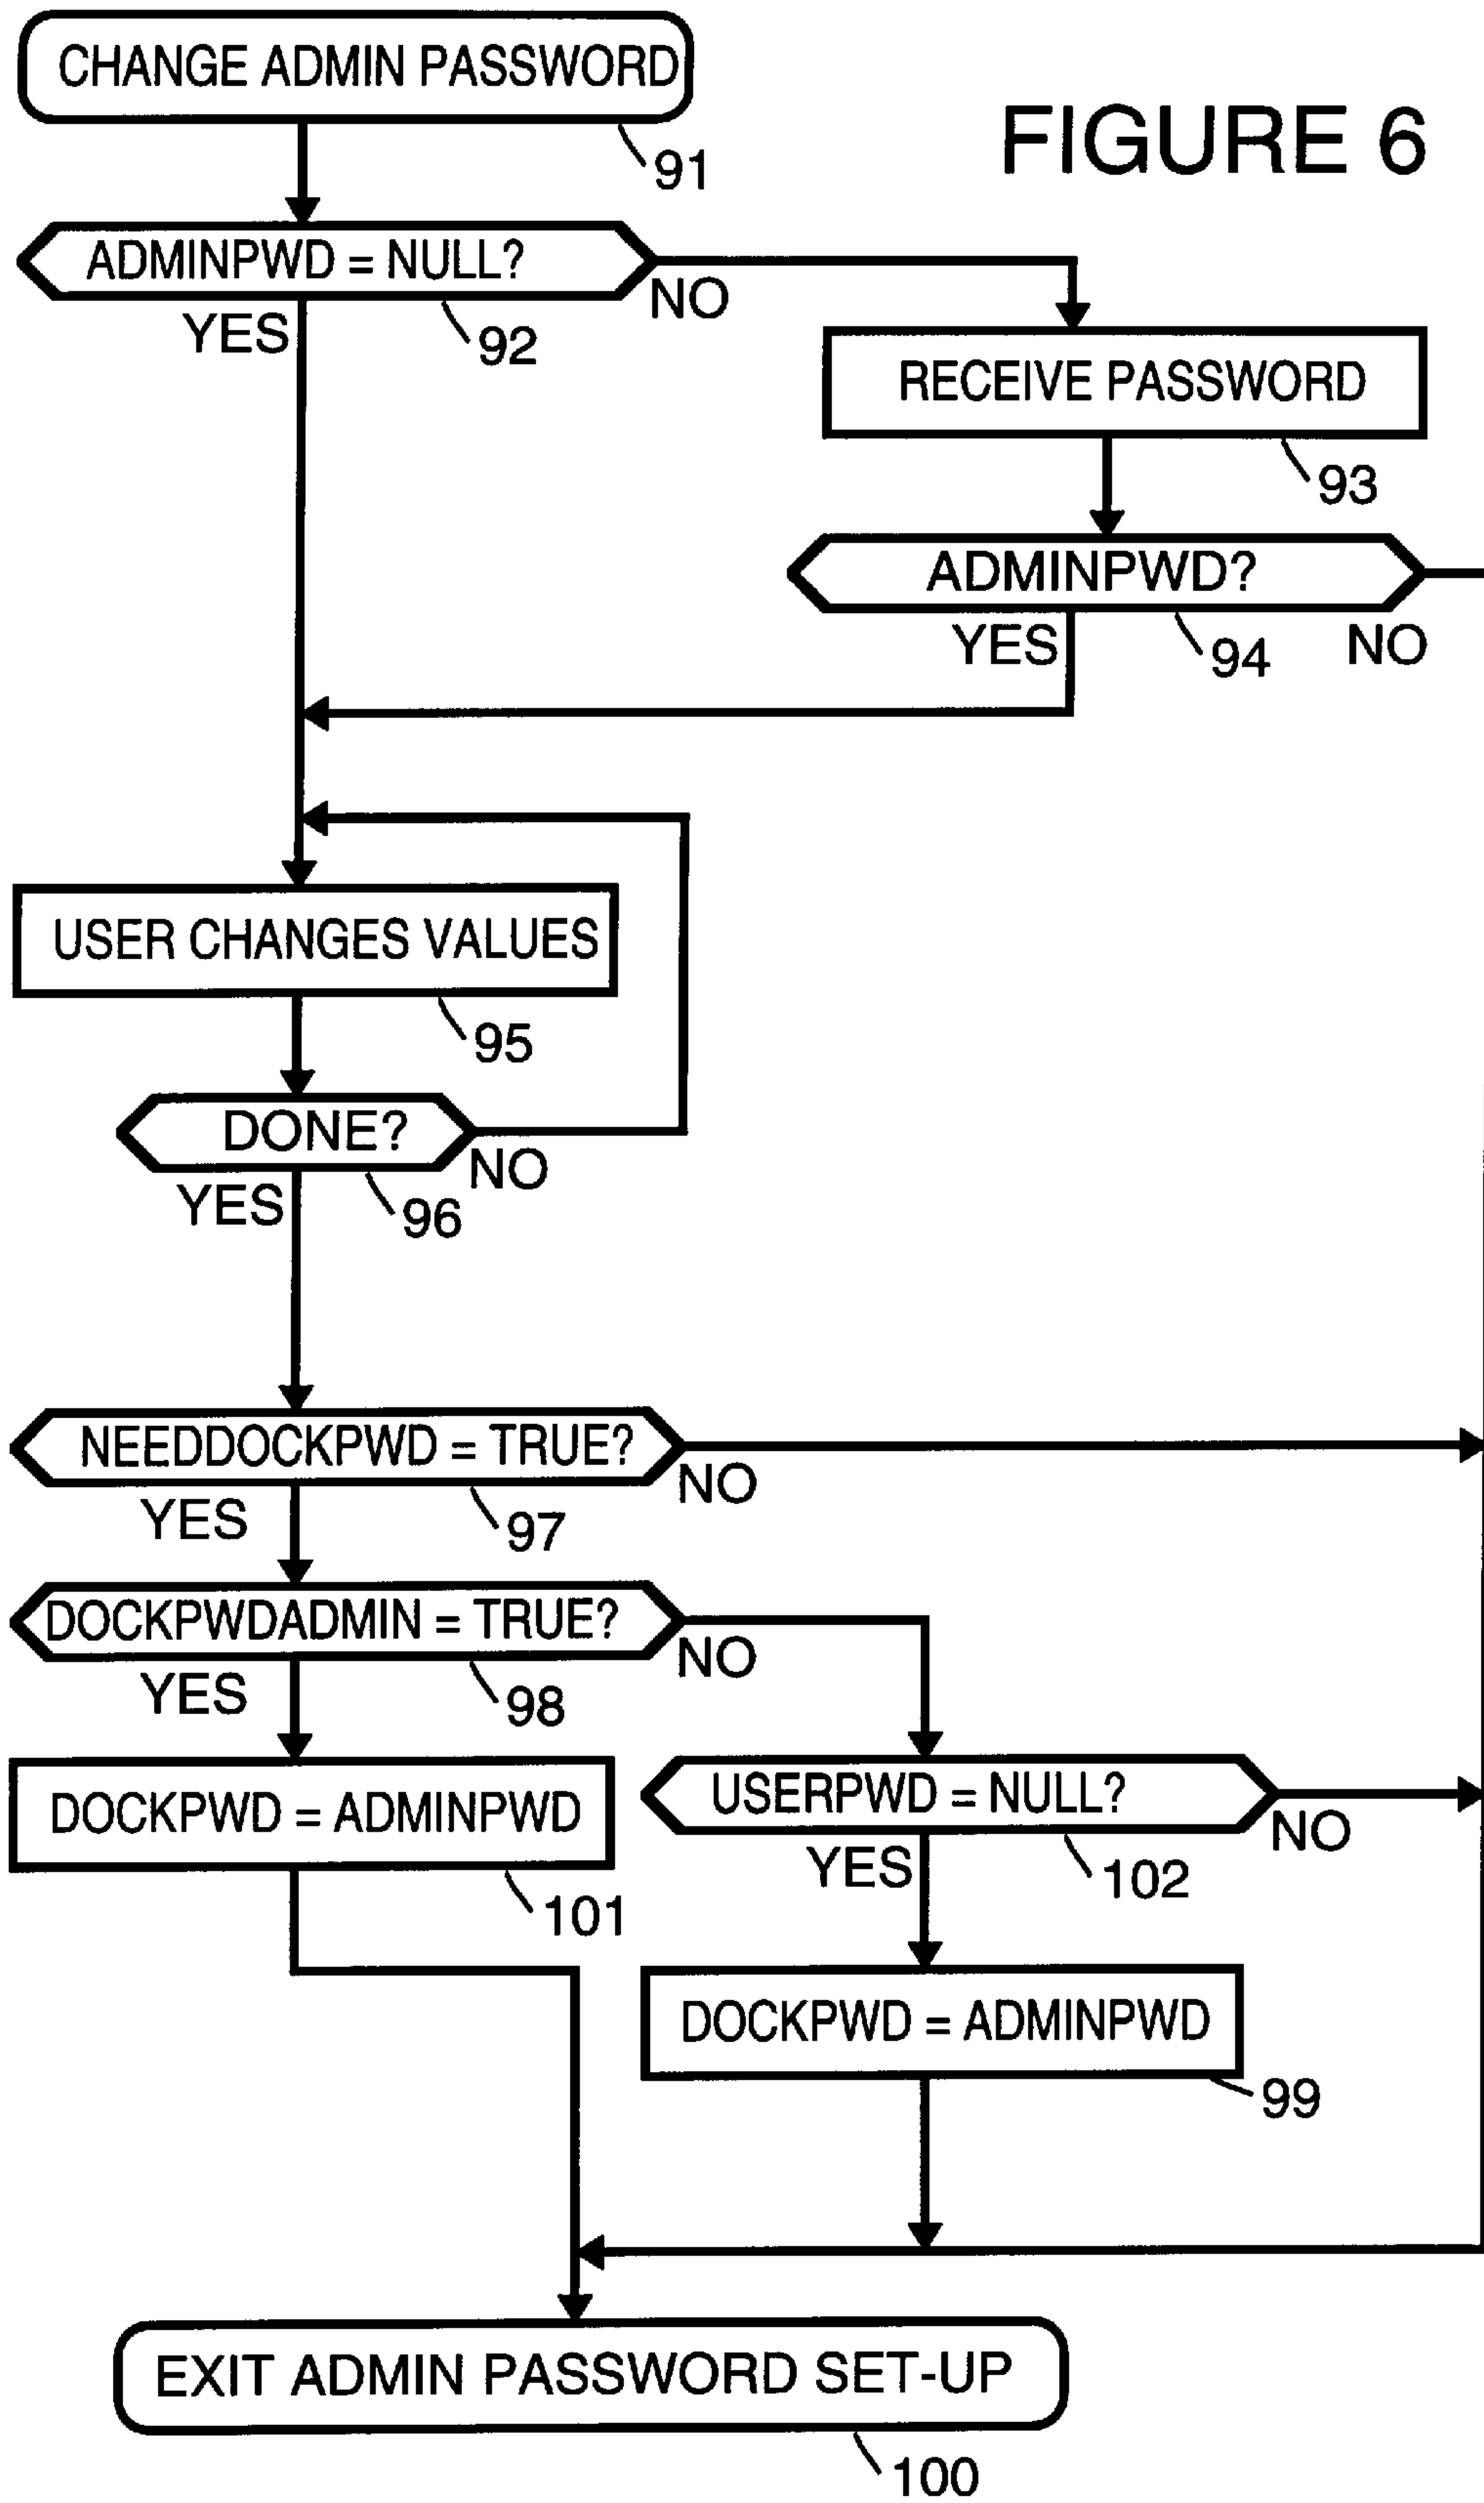 CHANGE ADMIN PASSWORD
FIGURE 6
91
ADMINPWD = NULL?
NO
YES
92
RECEIVE PASSWORD
93
ADMINPWD?
YES
94
NO
USER CHANGES VALUES
95
DONE?
NO
YES
96
NEEDDOCKPWD = TRUE?
NO
YES
97
DOCKPWDADMIN = TRUE?
NO
YES
98
DOCKPWD = ADMINPWD
USERPWD = NULL?
NO
YES
102
101
DOCKPWD = ADMINPWD
99
EXIT ADMIN PASSWORD SET-UP
100